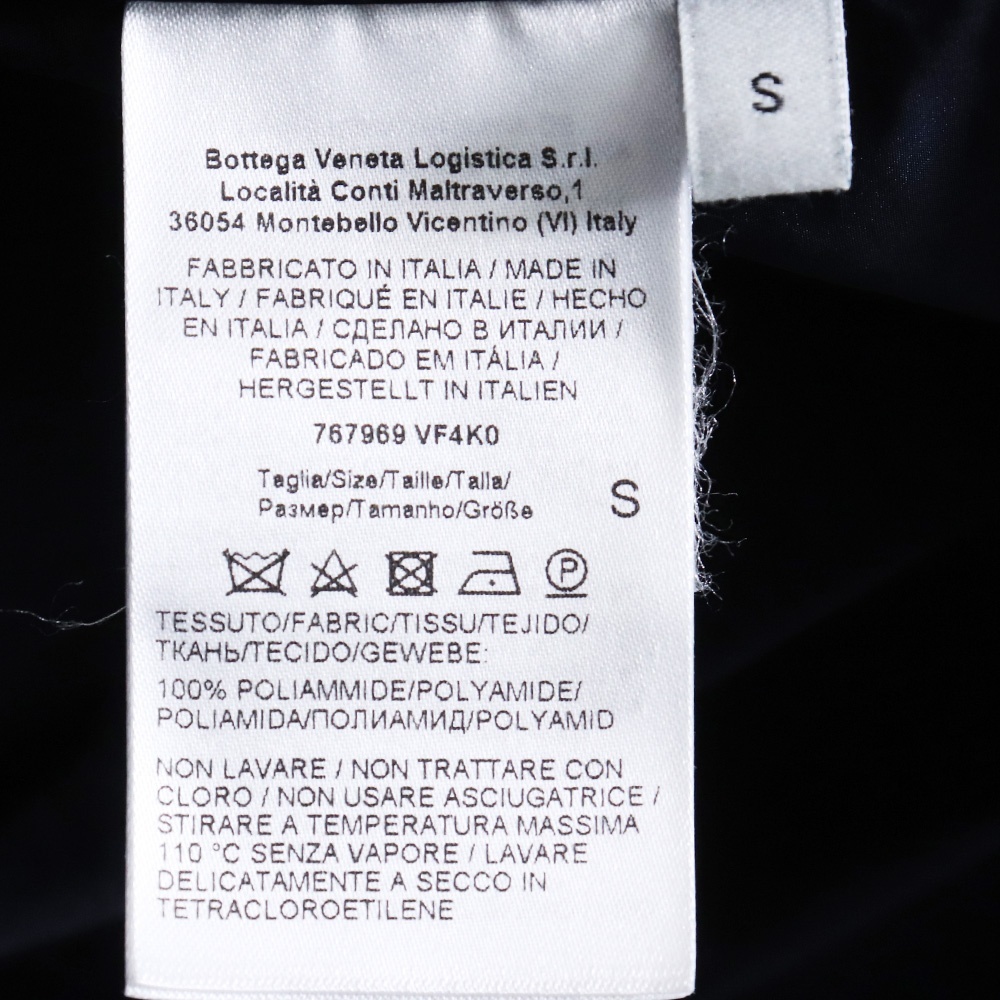 S
Bottega Veneta Logistica S.r.l.
Località Conti Maltraverso,1
36054 Montebello Vicentino (VI) Italy
FABBRICATO IN ITALIA / MADE IN
ITALY / FABRIQUÉ EN ITALIE / HECHO
EN ITALIA / СДЕЛАНО В ИТАЛИИ /
FABRICADO EM ITÁLIA /
HERGESTELLT IN ITALIEN
767969 VF4K0
Taglia/Size/Taille/Talla/
Размер/Tamanho/Größe S
P
TESSUTO/FABRIC/TISSU/TEJIDO/
ТКАНЬ/TECIDO/GEWEBE:
100% POLIAMMIDE/POLYAMIDE/
POLIAMIDA/ПОЛИАМИД/POLYAMID
NON LAVARE / NON TRATTARE CON
CLORO / NON USARE ASCIUGATRICE /
STIRARE A TEMPERATURA MASSIMA
110 °C SENZA VAPORE / LAVARE
DELICATAMENTE A SECCO IN
TETRACLOROETILENE